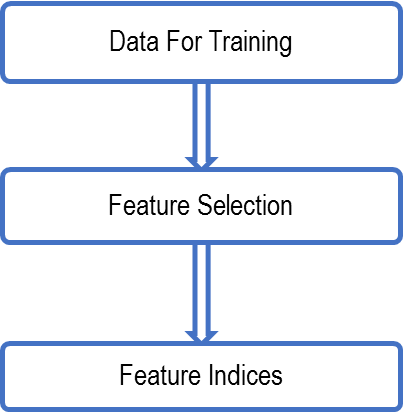 Data For Training
Feature Selection
Feature Indices